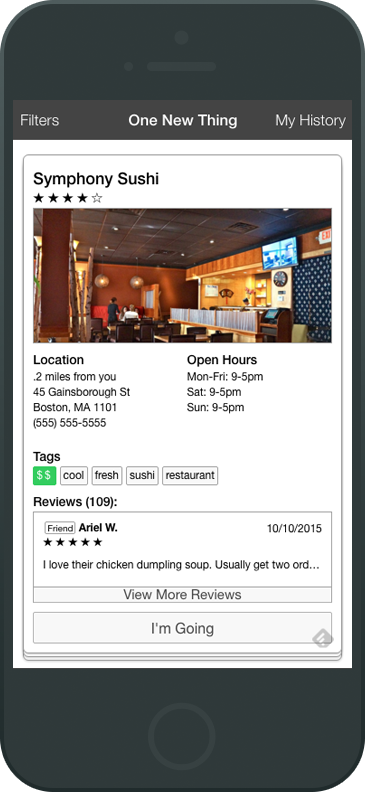 Filters One New Thing My History
Symphony Sushi
★ ★ ★ ★ ☆
EXIT
Location Open Hours
.2 miles from you Mon-Fri: 9-5pm
45 Gainsborough St Sat: 9-5pm
Boston, MA 1101 Sun: 9-5pm
(555) 555-5555
Tags
$$ cool fresh sushi restaurant
Reviews (109):
Friend Ariel W. 10/10/2015
★ ★ ★ ★ ★
I love their chicken dumpling soup. Usually get two ord...
View More Reviews
I'm Going